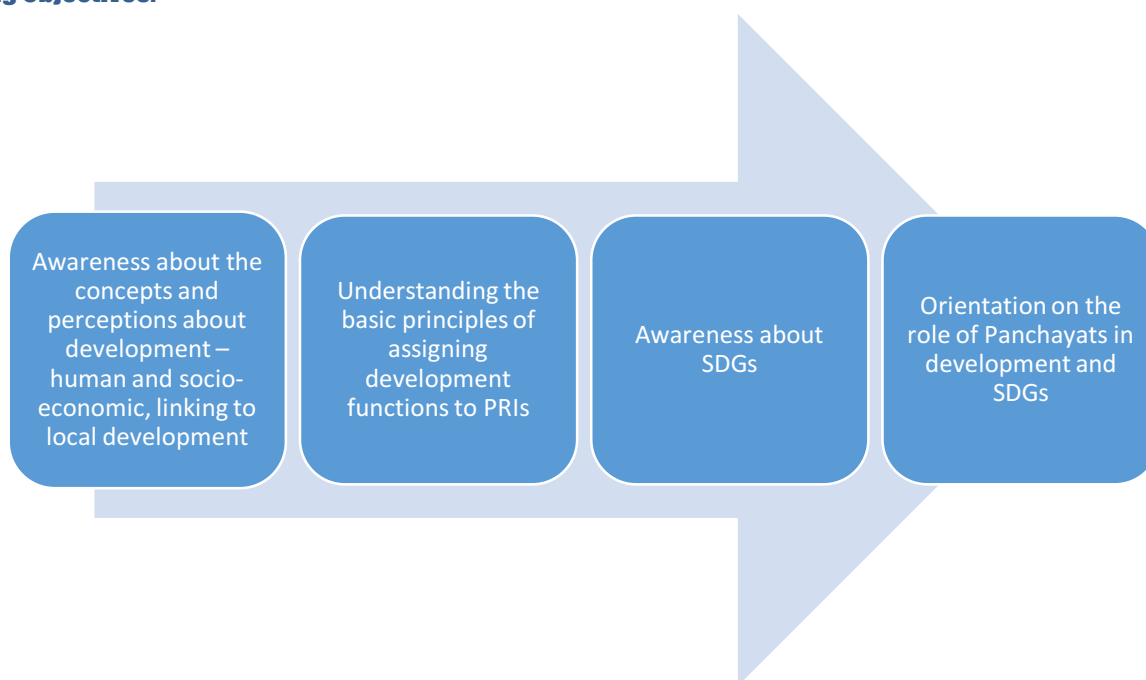 g objectives.
Awareness about the
concepts and
perceptions about
development –
human and socio-
economic, linking to
local development
Understanding the
basic principles of
assigning
development
functions to PRIs
Awareness about
SDGs
Orientation on the
role of Panchayats in
development and
SDGs